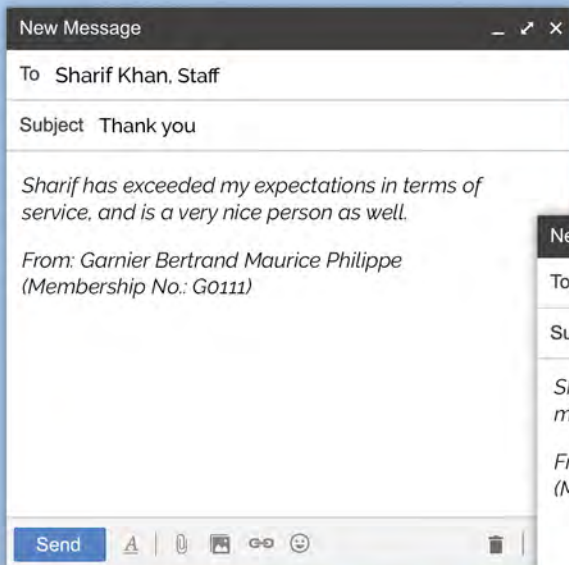 New Message
To Sharif Khan, Staff
Subject Thank you
Sharif has exceeded my expectations in terms of
service, and is a very nice person as well.
From: Garnier Bertrand Maurice Philippe
(Membership No.: G0111)
Send A